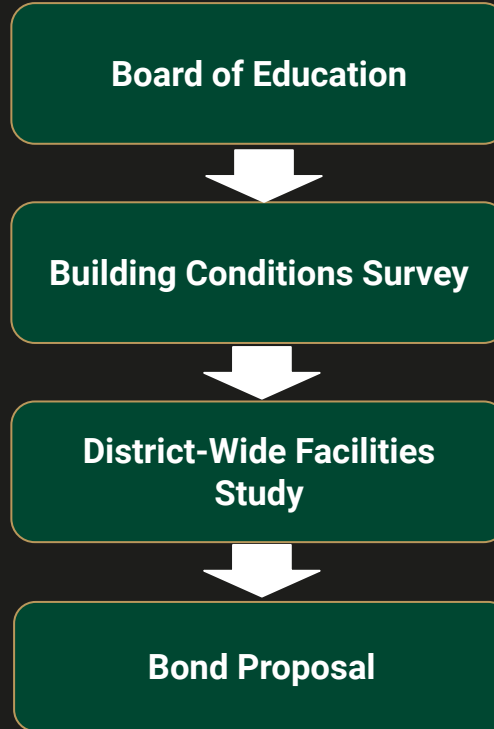 Board of Education
Building Conditions Survey
District-Wide Facilities
Study
Bond Proposal